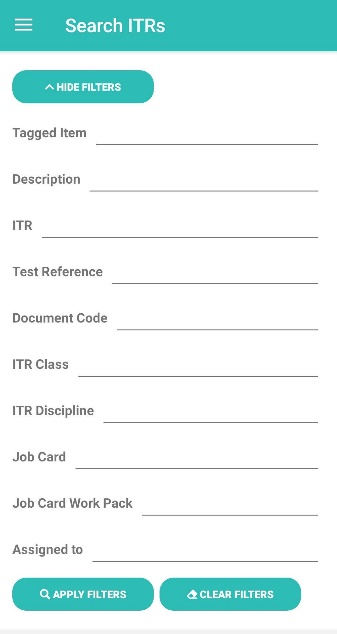 Search ITRs
HIDE FILTERS
Tagged Item
Description
ITR
Test Reference
Document Code
ITR Class
ITR Discipline
Job Card
Job Card Work Pack
Assigned to
APPLY FILTERS CLEAR FILTERS